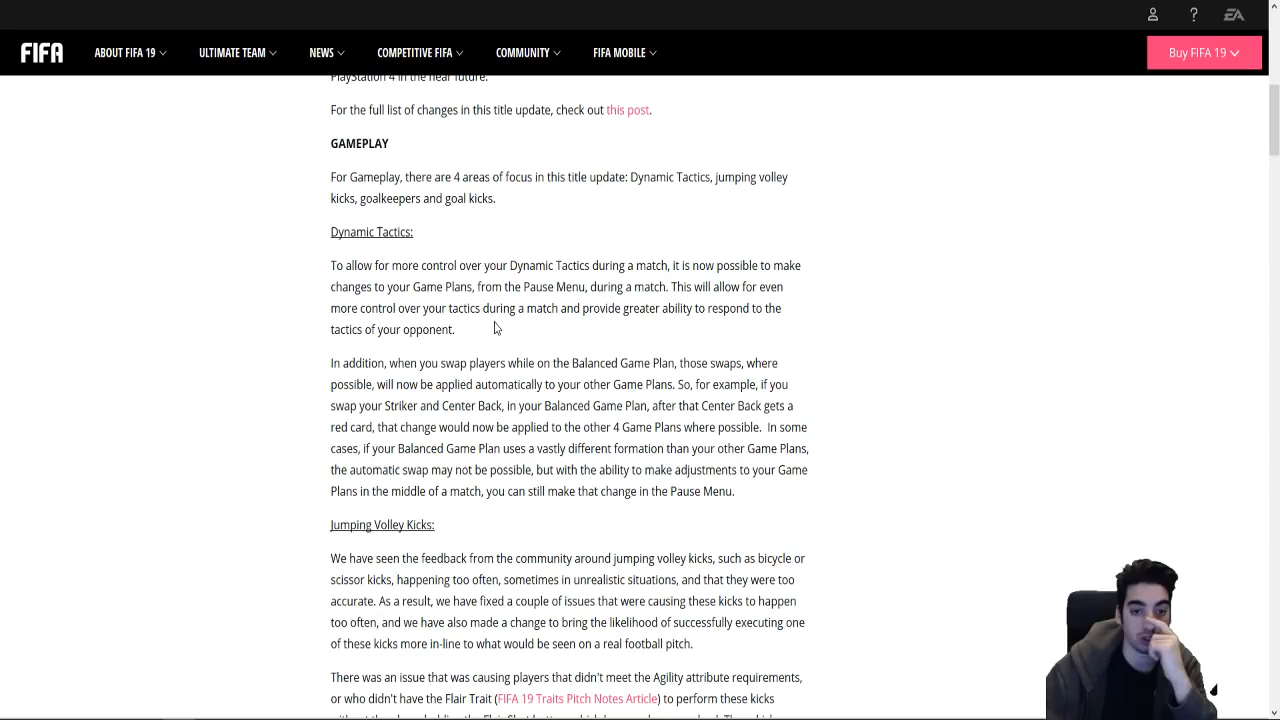 EA
FIFA
ABOUT FIFA 19
ULTIMATE TEAM
NEWS
COMPETITIVE FIFA
COMMUNITY
FIFA MOBILE
Buy FIFA 19
PlayStation 4 in the near future.
For the full list of changes in this title update, check out this post.
GAMEPLAY
For Gameplay, there are 4 areas of focus in this title update: Dynamic Tactics, jumping volley
kicks, goalkeepers and goal kicks.
Dynamic Tactics:
To allow for more control over your Dynamic Tactics during a match, it is now possible to make
changes to your Game Plans, from the Pause Menu, during a match. This will allow for even
more control over your tactics during a match and provide greater ability to respond to the
tactics of your opponent.
In addition, when you swap players while on the Balanced Game Plan, those swaps, where
possible, will now be applied automatically to your other Game Plans. So, for example, if you
swap your Striker and Center Back, in your Balanced Game Plan, after that Center Back gets a
red card, that change would now be applied to the other 4 Game Plans where possible. In some
cases, if your Balanced Game Plan uses a vastly different formation than your other Game Plans,
the automatic swap may not be possible, but with the ability to make adjustments to your Game
Plans in the middle of a match, you can still make that change in the Pause Menu.
Jumping Volley Kicks:
We have seen the feedback from the community around jumping volley kicks, such as bicycle or
scissor kicks, happening too often, sometimes in unrealistic situations, and that they were too
accurate. As a result, we have fixed a couple of issues that were causing these kicks to happen
too often, and we have also made a change to bring the likelihood of successfully executing one
of these kicks more in-line to what would be seen on a real football pitch.
There was an issue that was causing players that didn't meet the Agility attribute requirements,
or who didn't have the Flair Trait (FIFA 19 Traits Pitch Notes Article) to perform these kicks